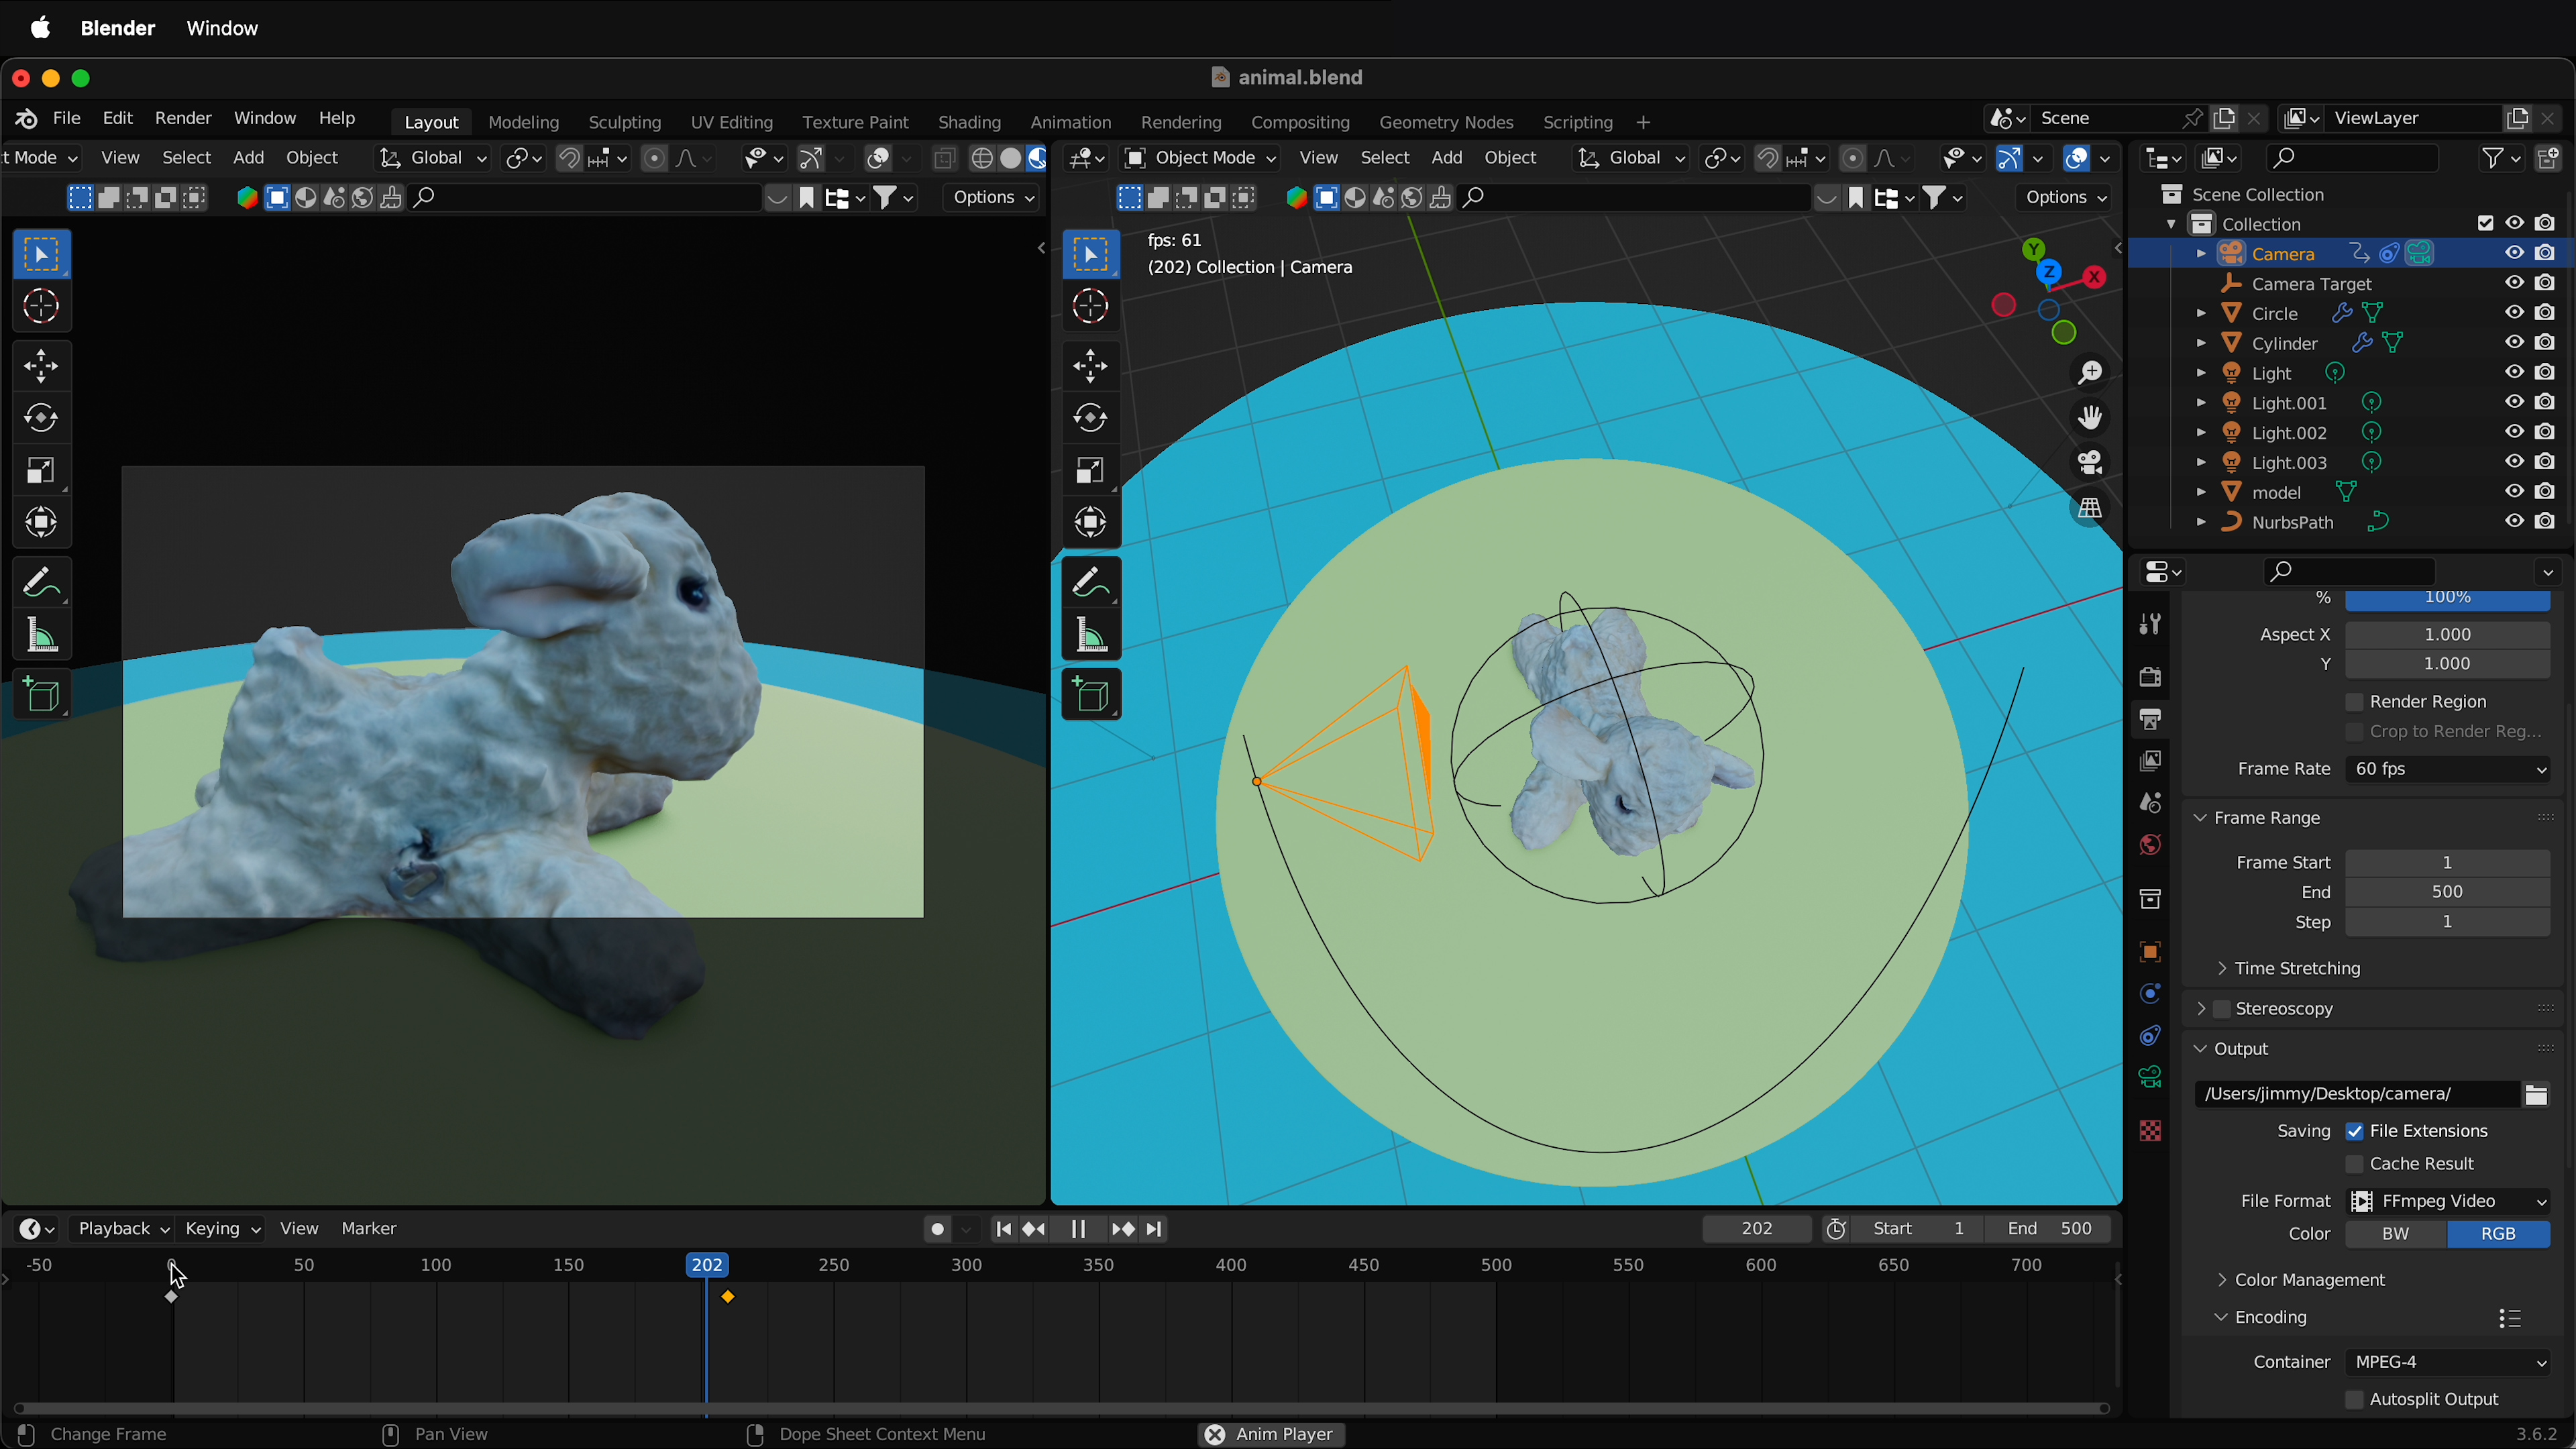 Blender Window
animal.blend
File Edit Render Window Help Layout Modeling Sculpting UV Editing Texture Paint Shading Animation Rendering Compositing Geometry Nodes Scripting + Scene ViewLayer
t Mode View Select Add Object Global
Options
Object Mode View Select Add Object Global
Options
fps: 61
(202) Collection | Camera
Y
Z
X
Scene Collection
Collection
Camera
Camera Target
Circle
Cylinder
Light
Light.001
Light.002
Light.003
model
NurbsPath
% 100%
Aspect X 1.000
Y 1.000
Render Region
Crop to Render Reg...
Frame Rate 60 fps
Frame Range
Frame Start 1
End 500
Step 1
Time Stretching
Stereoscopy
Output
/Users/jimmy/Desktop/camera/
Saving File Extensions
Cache Result
File Format FFmpeg Video
Color BW RGB
Color Management
Encoding
Container MPEG-4
Autosplit Output
Playback Keying View Marker 202 Start 1 End 500
-50 0 50 100 150 202 250 300 350 400 450 500 550 600 650 700
Change Frame Pan View Dope Sheet Context Menu Anim Player 3.6.2